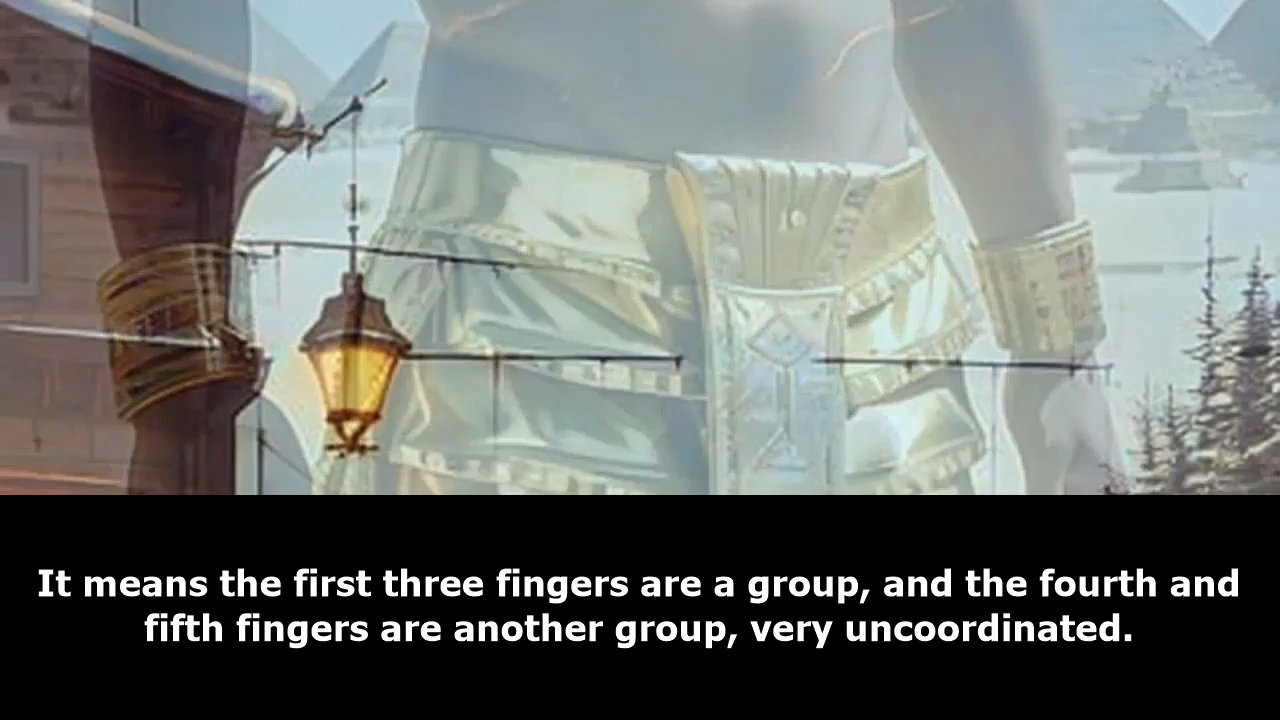 It means the first three fingers are a group, and the fourth and
fifth fingers are another group, very uncoordinated.